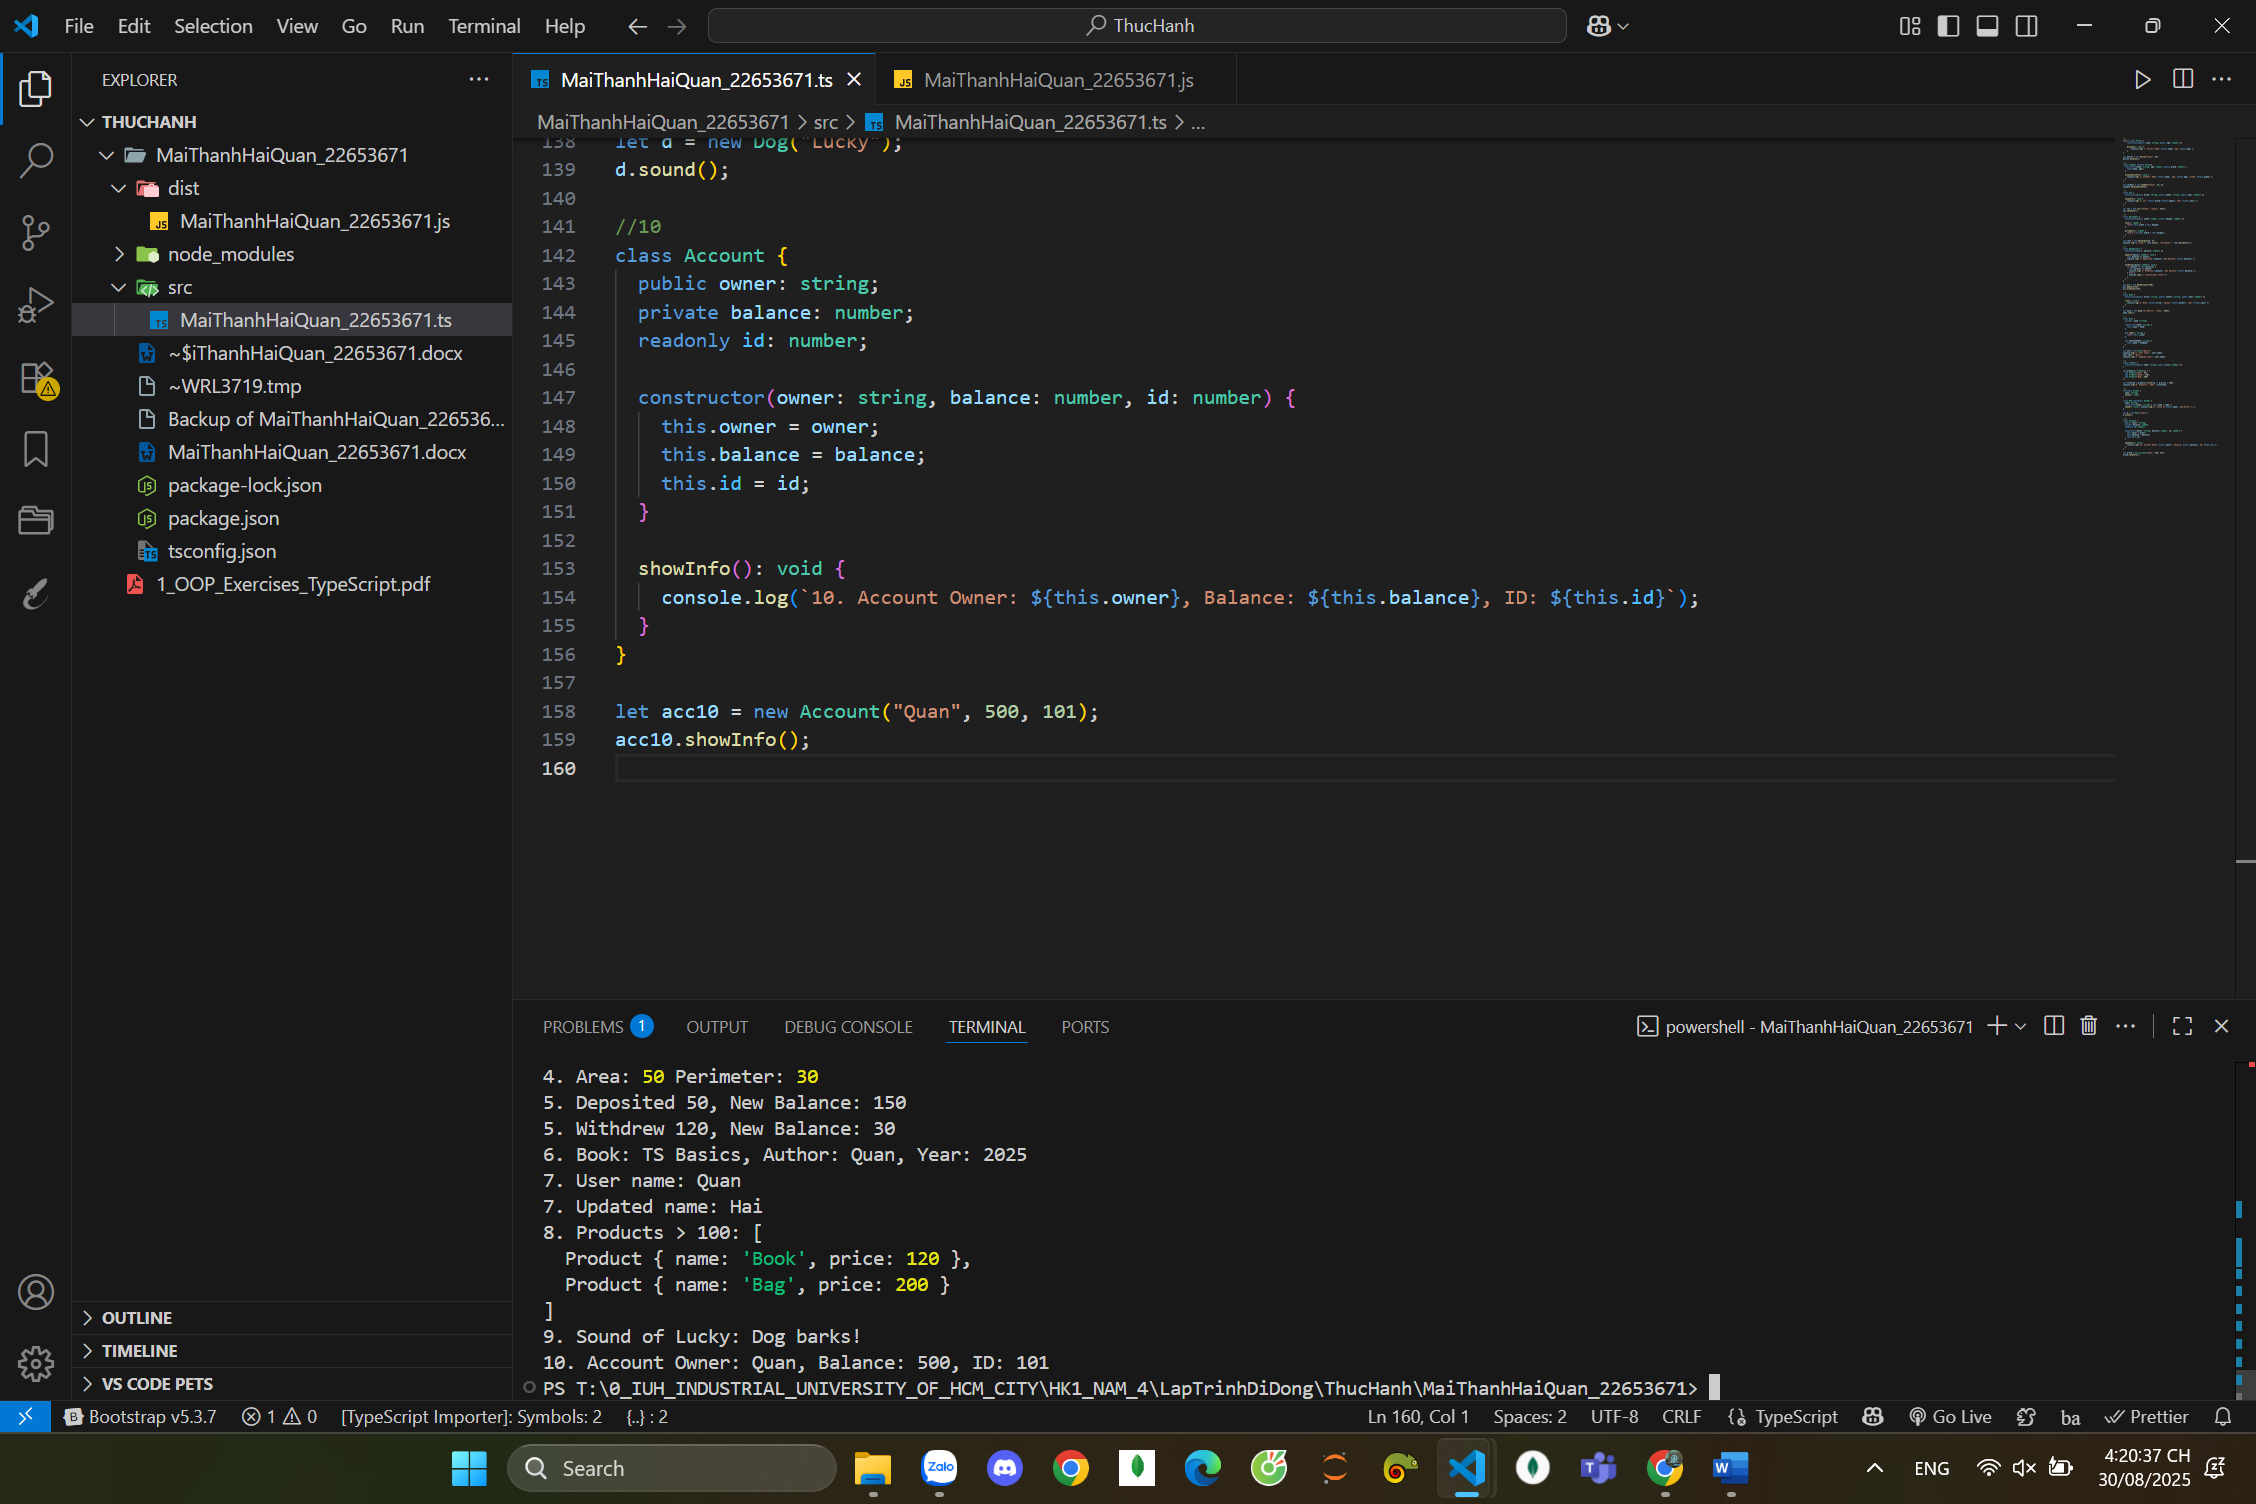 File Edit Selection View Go Run Terminal Help
ThucHanh
EXPLORER
THUCHANH
MaiThanhHaiQuan_22653671
dist
MaiThanhHaiQuan_22653671.js
node_modules
src
MaiThanhHaiQuan_22653671.ts
~$iThanhHaiQuan_22653671.docx
~WRL3719.tmp
Backup of MaiThanhHaiQuan_226536...
MaiThanhHaiQuan_22653671.docx
package-lock.json
package.json
tsconfig.json
1_OOP_Exercises_TypeScript.pdf
OUTLINE
TIMELINE
VS CODE PETS
MaiThanhHaiQuan_22653671.ts
MaiThanhHaiQuan_22653671.js
MaiThanhHaiQuan_22653671 > src > MaiThanhHaiQuan_22653671.ts > ...
138 let d = new Dog("Lucky");
139 d.sound();
140
141 //10
142 class Account {
143 public owner: string;
144 private balance: number;
145 readonly id: number;
146
147 constructor(owner: string, balance: number, id: number) {
148 this.owner = owner;
149 this.balance = balance;
150 this.id = id;
151 }
152
153 showInfo(): void {
154 console.log(`10. Account Owner: ${this.owner}, Balance: ${this.balance}, ID: ${this.id}`);
155 }
156 }
157
158 let acc10 = new Account("Quan", 500, 101);
159 acc10.showInfo();
160
PROBLEMS 1 OUTPUT DEBUG CONSOLE TERMINAL PORTS
powershell - MaiThanhHaiQuan_22653671
4. Area: 50 Perimeter: 30
5. Deposited 50, New Balance: 150
5. Withdrew 120, New Balance: 30
6. Book: TS Basics, Author: Quan, Year: 2025
7. User name: Quan
7. Updated name: Hai
8. Products > 100: [
Product { name: 'Book', price: 120 },
Product { name: 'Bag', price: 200 }
]
9. Sound of Lucky: Dog barks!
10. Account Owner: Quan, Balance: 500, ID: 101
PS T:\0_IUH_INDUSTRIAL_UNIVERSITY_OF_HCM_CITY\HK1_NAM_4\LapTrinhDiDong\ThucHanh\MaiThanhHaiQuan_22653671>
Bootstrap v5.3.7 1 0 [TypeScript Importer]: Symbols: 2 {..} : 2
Ln 160, Col 1 Spaces: 2 UTF-8 CRLF TypeScript Go Live ba Prettier
Search
Zalo
ENG
4:20:37 CH
30/08/2025